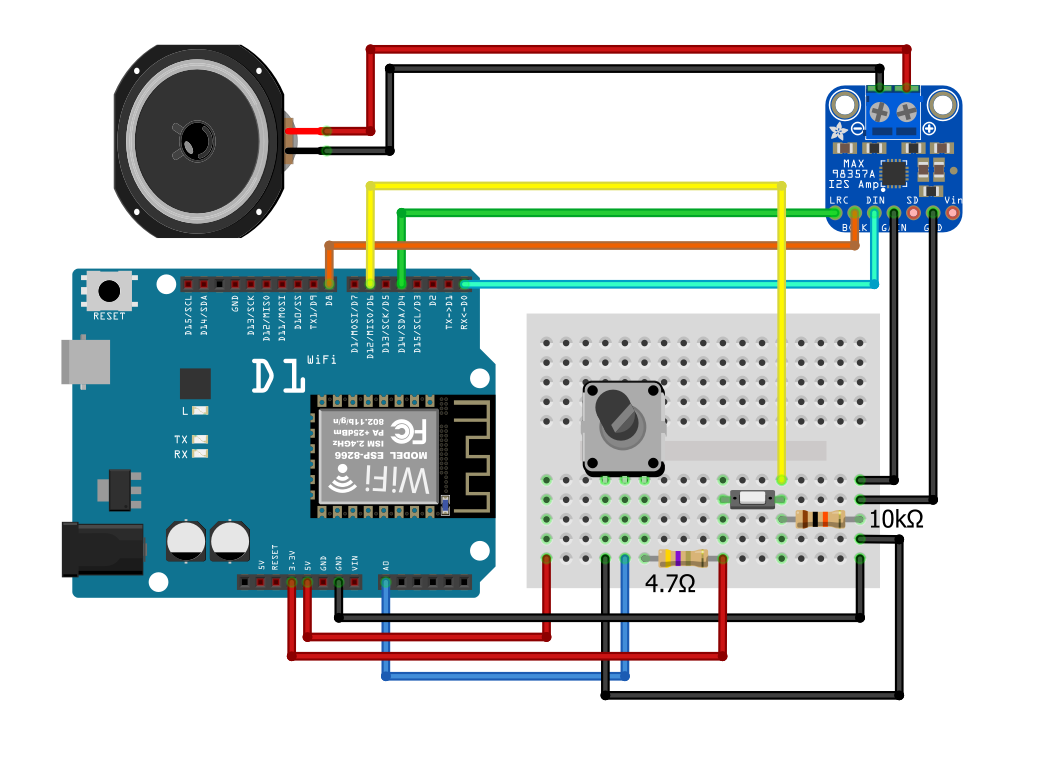 MAX
98357A
I2S Amp
LRC DIN SD Vin
BCLK GAIN GND
RESET
D15/SCL
D14/SDA
GND
D13/SCK
D12/MISO
D11/MOSI
D10/SS
TX1/D9
D8
D1/MOSI/D7
D12/MISO/D6
D13/SCK/D5
D14/SDA/D4
D15/SCL/D3
D2
TX->D1
RX<-D0
D1 WiFi
L
TX
RX
WiFi
MODEL ESP-8266
ISM 2.4GHz
PA +25dBm
802.11b/g/n
FC
5V
RESET
3-3V
5V
GND
GND
VIN
A0
10kΩ
4.7Ω